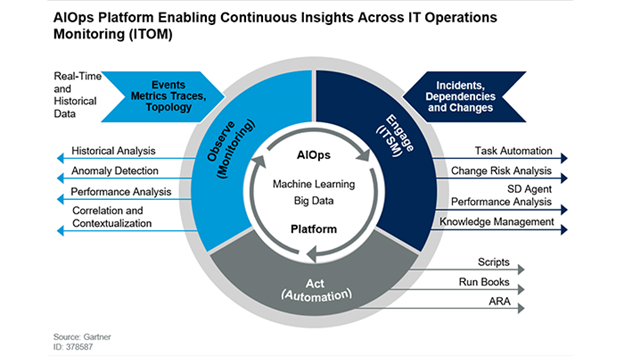 AIOps Platform Enabling Continuous Insights Across IT Operations
Monitoring (ITOM)
Real-Time
and
Historical
Data
Events
Metrics Traces,
Topology
Incidents,
Dependencies
and Changes
Observe
(Monitoring)
Engage
(ITSM)
Historical Analysis
Anomaly Detection
Performance Analysis
Correlation and
Contextualization
AIOps
Machine Learning
Big Data
Platform
Task Automation
Change Risk Analysis
SD Agent
Performance Analysis
Knowledge Management
Act
(Automation)
Scripts
Run Books
ARA
Source: Gartner
ID: 378587